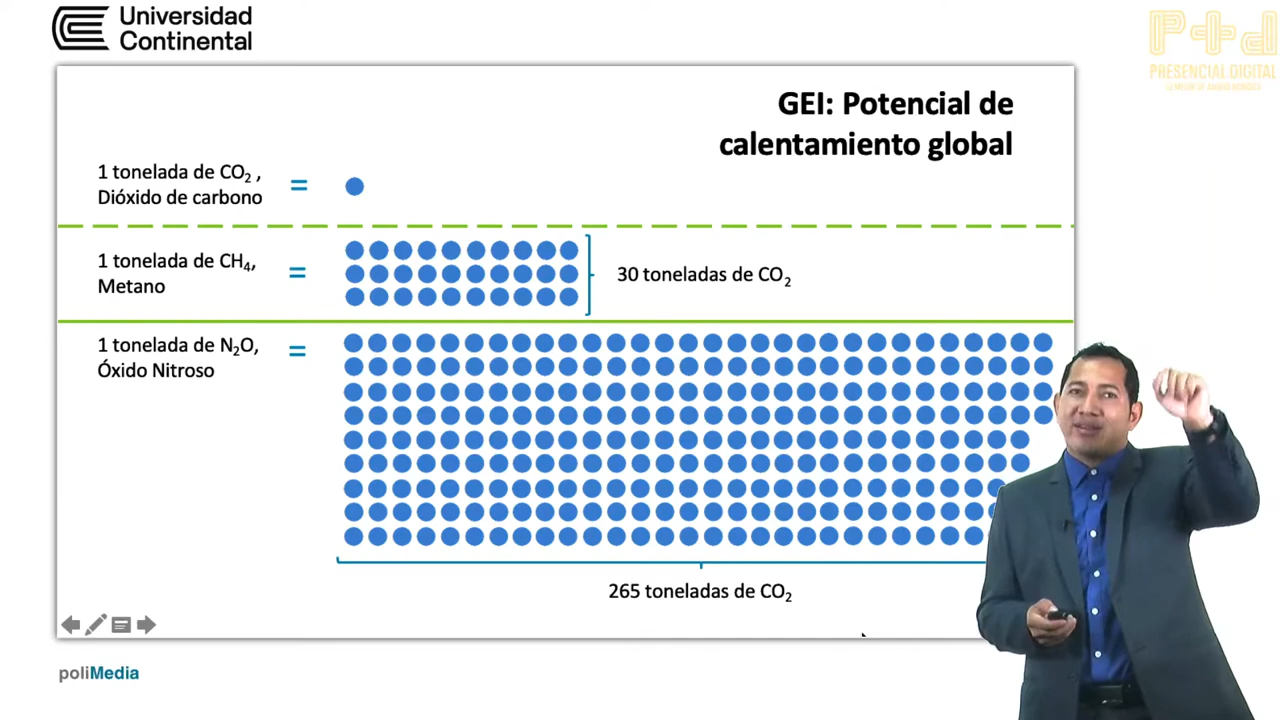 Universidad
Continental
P+d
PRESENCIAL DIGITAL
GEI: Potencial de
calentamiento global
1 tonelada de CO₂ ,
Dióxido de carbono
=
1 tonelada de CH₄,
Metano
=
30 toneladas de CO₂
1 tonelada de N₂O,
Óxido Nitroso
=
265 toneladas de CO₂
poliMedia